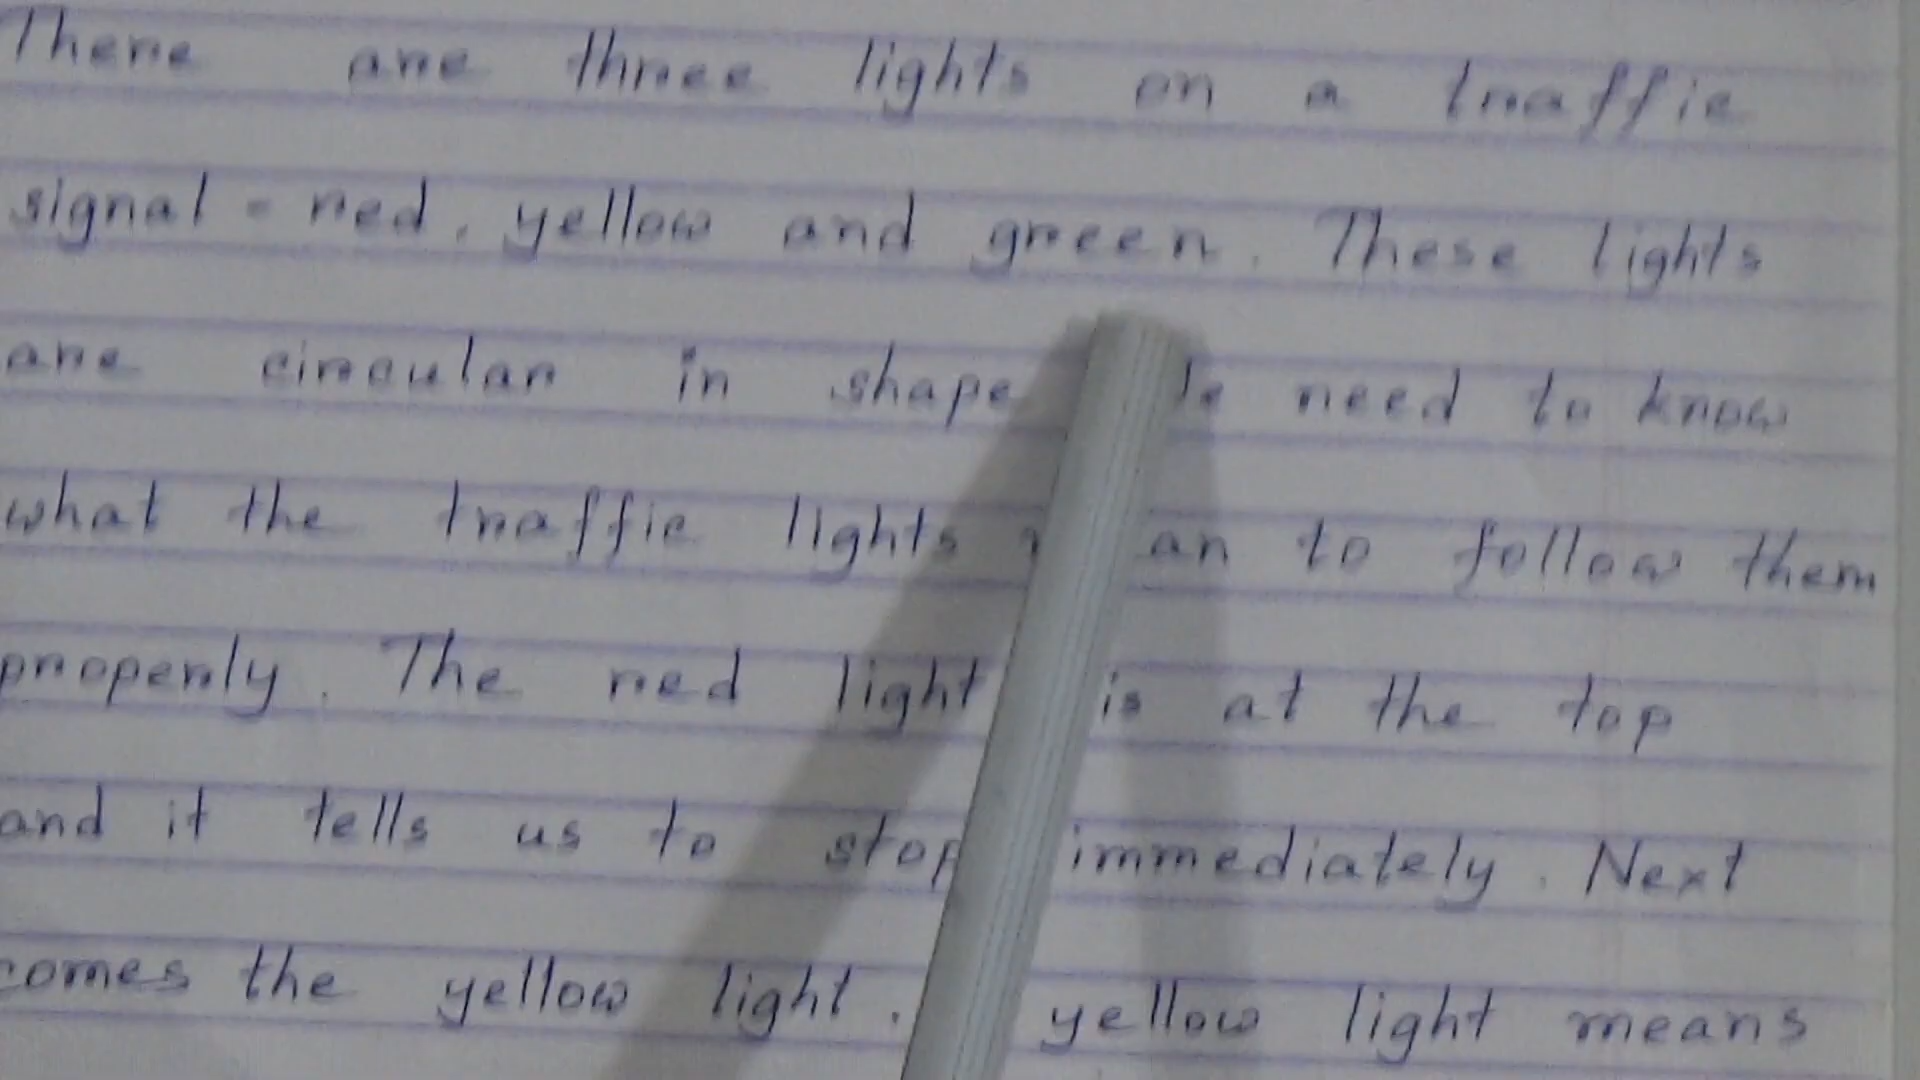 There are three lights on a traffic
signal - red, yellow and green. These lights
are circular in shape need to know
what the traffic lights to follow them
properly. The red light is at the top
and it tells us to stop immediately. Next
comes the yellow light. yellow light means